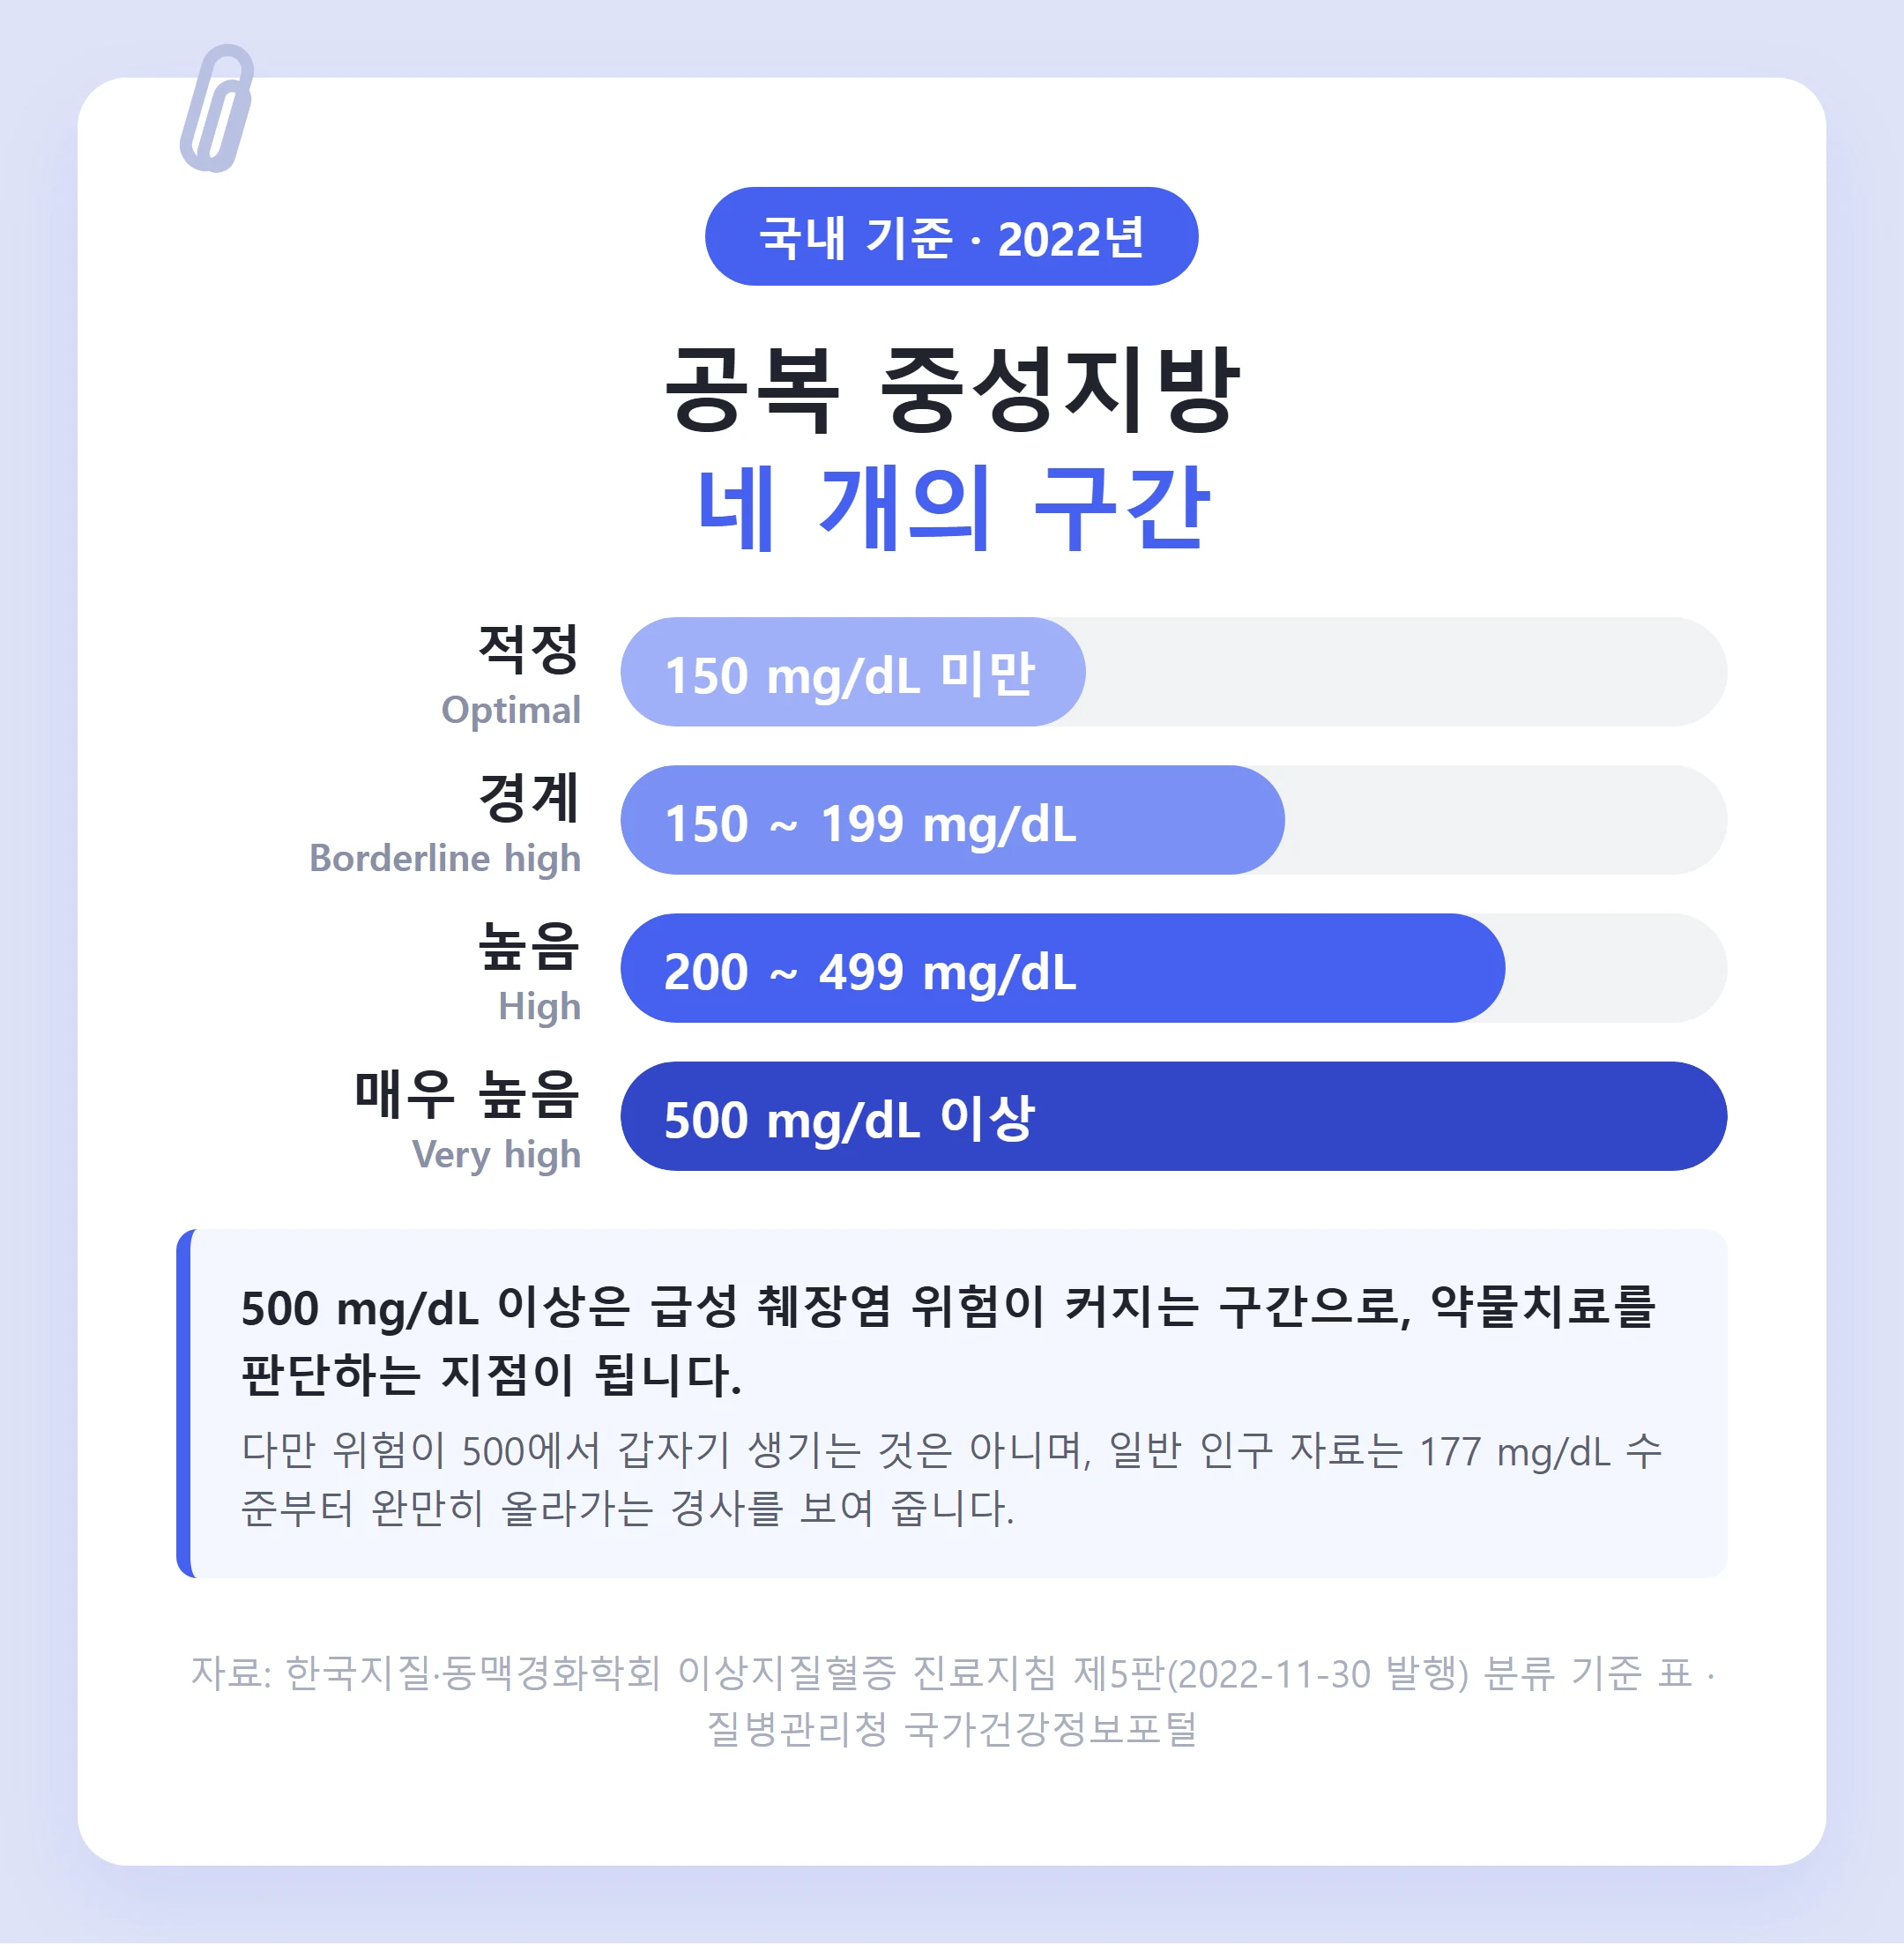 국내 기준 · 2022년
공복 중성지방
네 개의 구간
적정
Optimal
150 mg/dL 미만
경계
Borderline high
150 ~ 199 mg/dL
높음
High
200 ~ 499 mg/dL
매우 높음
Very high
500 mg/dL 이상
500 mg/dL 이상은 급성 췌장염 위험이 커지는 구간으로, 약물치료를
판단하는 지점이 됩니다.
다만 위험이 500에서 갑자기 생기는 것은 아니며, 일반 인구 자료는 177 mg/dL 수
준부터 완만히 올라가는 경사를 보여 줍니다.
자료: 한국지질·동맥경화학회 이상지질혈증 진료지침 제5판(2022-11-30 발행) 분류 기준 표 ·
질병관리청 국가건강정보포털